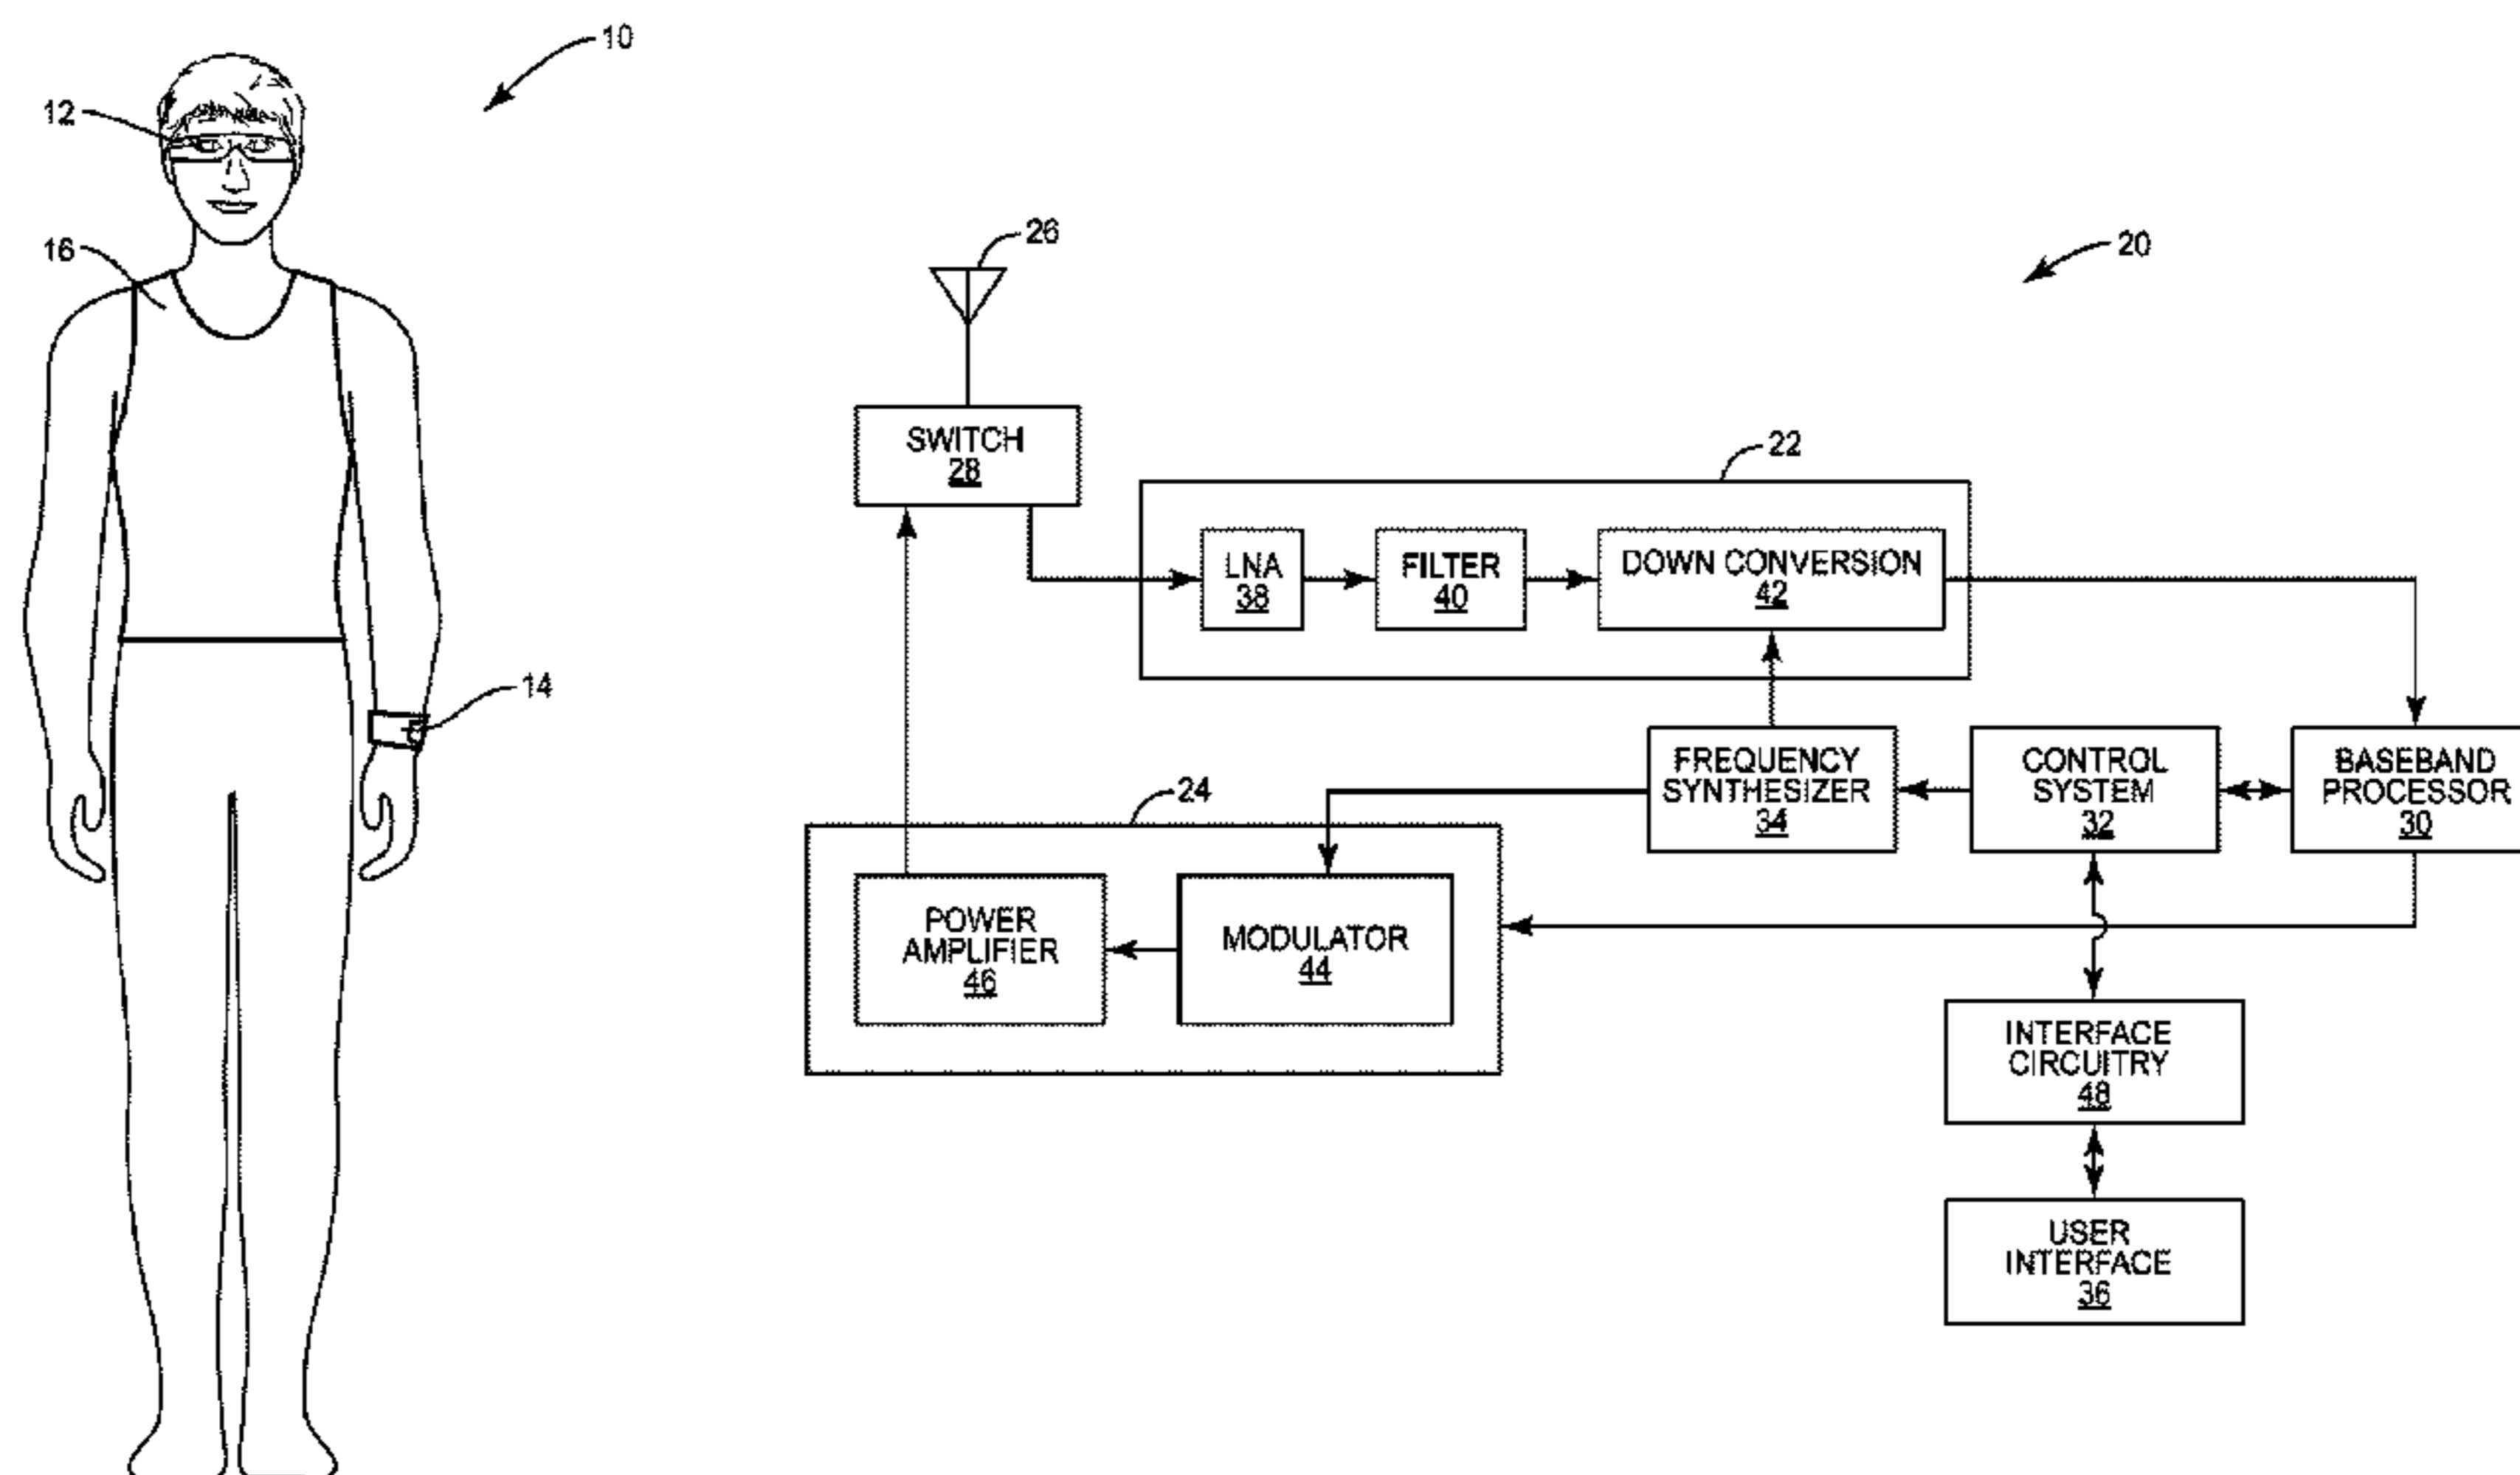 10
12
16
14
26
20
SWITCH
28
22
LNA
38
FILTER
40
DOWN CONVERSION
42
24
FREQUENCY
SYNTHESIZER
34
CONTROL
SYSTEM
32
BASEBAND
PROCESSOR
30
POWER
AMPLIFIER
46
MODULATOR
44
INTERFACE
CIRCUITRY
48
USER
INTERFACE
36